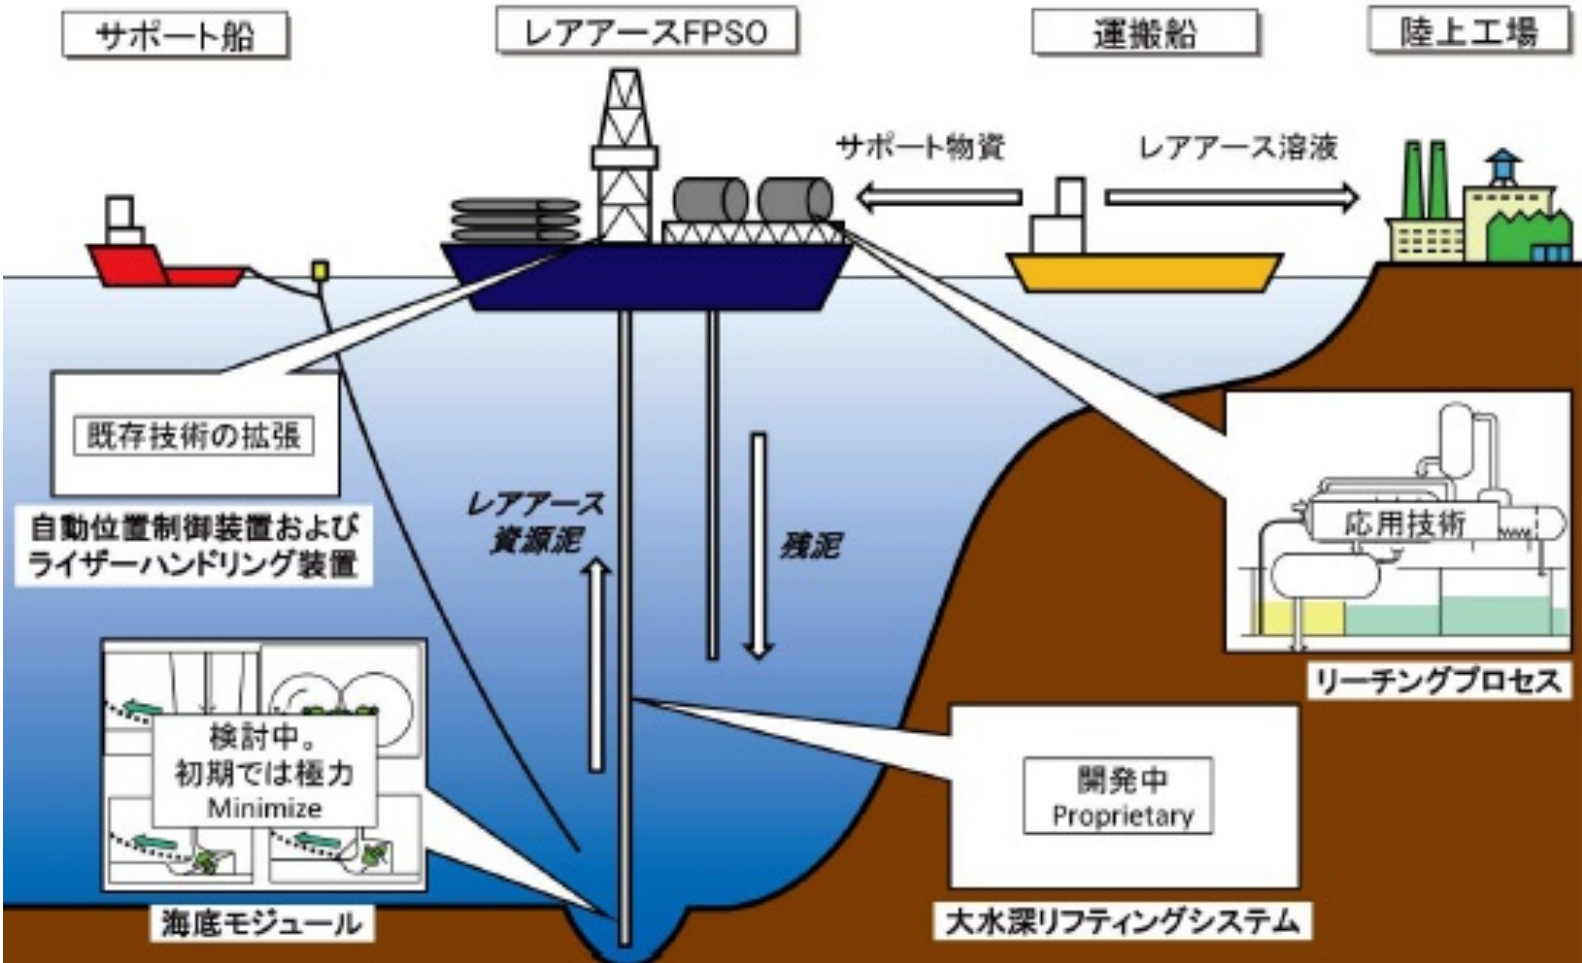 サポート船
レアアースFPSO
運搬船
陸上工場
サポート物資
レアアース溶液
既存技術の拡張
自動位置制御装置および
ライザーハンドリング装置
レアアース
資源泥
残泥
応用技術
リーチングプロセス
検討中。
初期では極力
Minimize
海底モジュール
開発中
Proprietary
大水深リフティングシステム